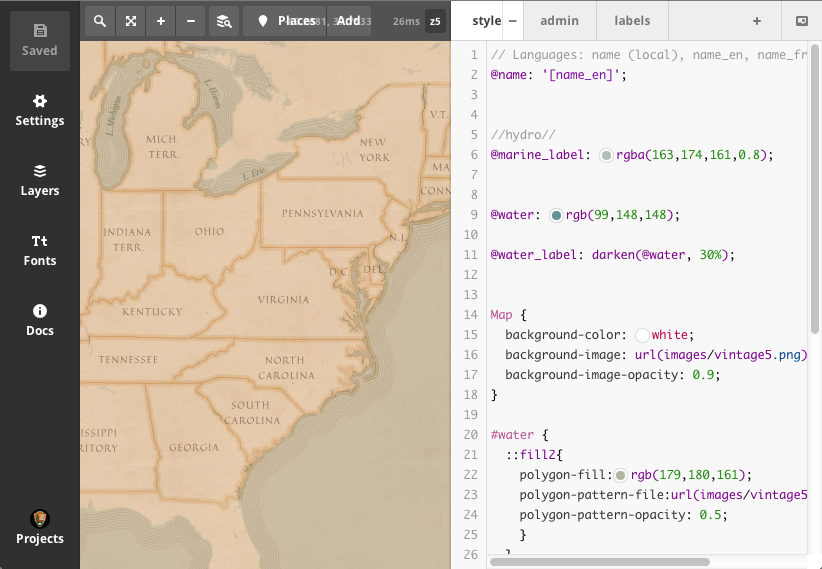 Saved
Settings
Layers
Fonts
Docs
Projects
Places
Add
26ms
z5
L. Michigan
L. Huron
MICH.
TERR.
V.T.
NEW
YORK
L. Erie
MA
CONN
PENNSYLVANIA
INDIANA
TERR.
OHIO
N.J.
D.C.
DEL.
VIRGINIA
KENTUCKY
TENNESSEE
NORTH
CAROLINA
SOUTH
CAROLINA
SISSIPPI
RITORY
GEORGIA
style
admin
labels
+
1 // Languages: name (local), name_en, name_fr
2 @name: '[name_en]';
3
4
5 //hydro//
6 @marine_label: rgba(163,174,161,0.8);
7
8
9 @water: rgb(99,148,148);
10
11 @water_label: darken(@water, 30%);
12
13
14 Map {
15 background-color: white;
16 background-image: url(images/vintage5.png)
17 background-image-opacity: 0.9;
18 }
19
20 #water {
21 ::fill2{
22 polygon-fill: rgb(179,180,161);
23 polygon-pattern-file:url(images/vintage5
24 polygon-pattern-opacity: 0.5;
25 }
26 }